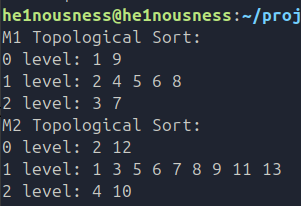 he1nousness@he1nousness:~/proj
M1 Topological Sort:
0 level: 1 9
1 level: 2 4 5 6 8
2 level: 3 7
M2 Topological Sort:
0 level: 2 12
1 level: 1 3 5 6 7 8 9 11 13
2 level: 4 10